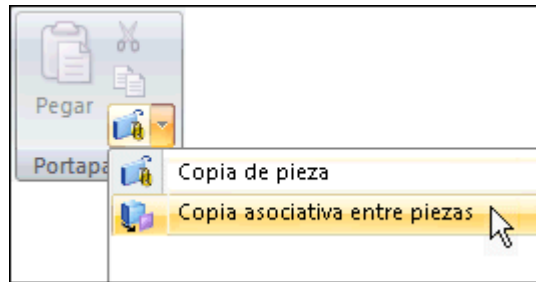 Pegar
Portapa
Copia de pieza
Copia asociativa entre piezas